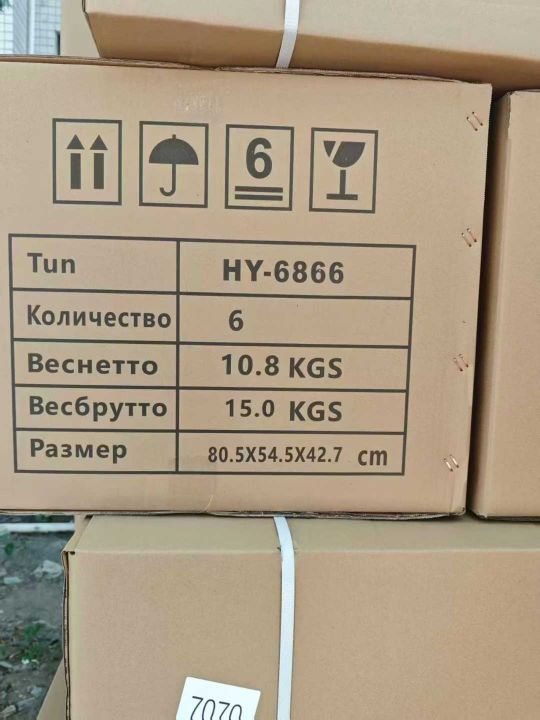 6
Tun HY-6866
Количество 6
Веснетто 10.8 KGS
Весбрутто 15.0 KGS
Размер 80.5X54.5X42.7 cm